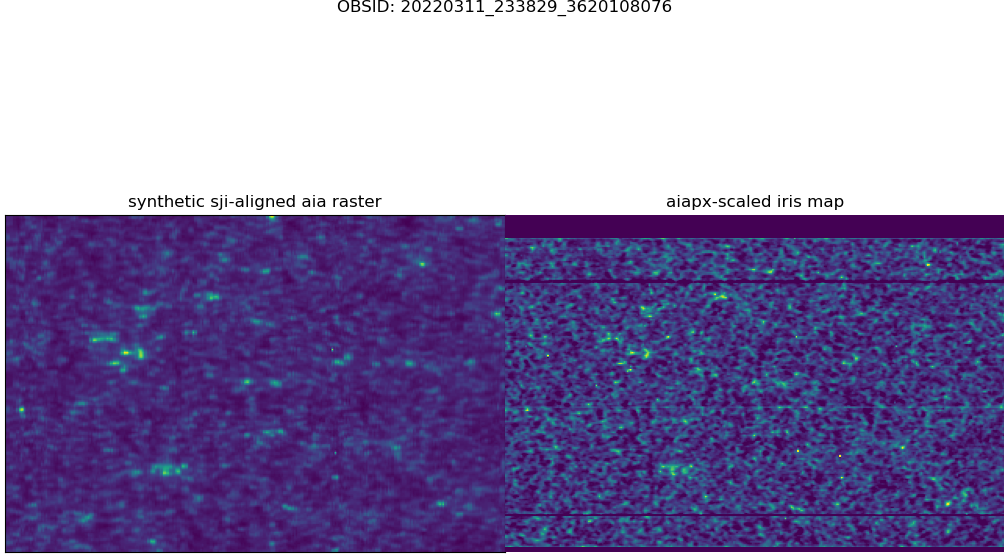 OBSID: 20220311_233829_3620108076
synthetic sji-aligned aia raster
aiapx-scaled iris map